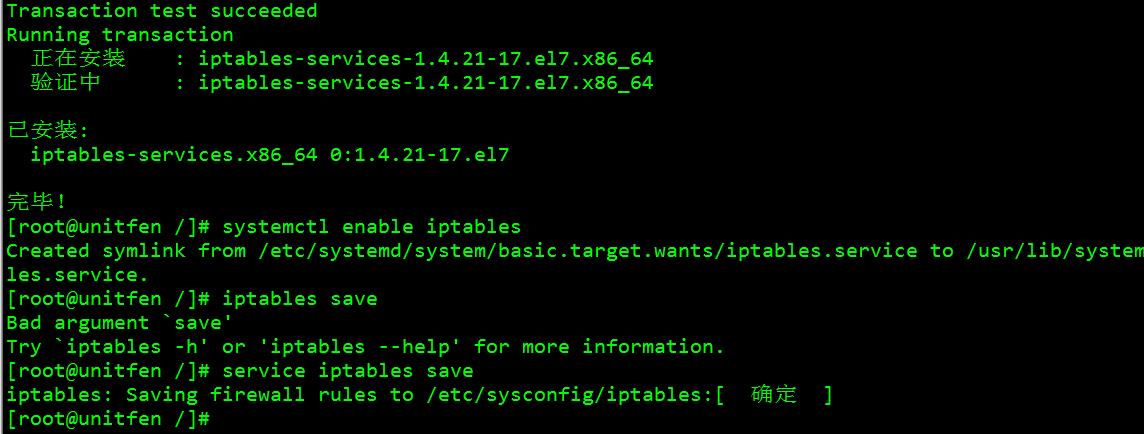 Transaction test succeeded
Running transaction
  正在安装    : iptables-services-1.4.21-17.el7.x86_64
  验证中      : iptables-services-1.4.21-17.el7.x86_64
已安装:
  iptables-services.x86_64 0:1.4.21-17.el7
完毕！
[root@unitfen /]# systemctl enable iptables
Created symlink from /etc/systemd/system/basic.target.wants/iptables.service to /usr/lib/system
les.service.
[root@unitfen /]# iptables save
Bad argument `save'
Try `iptables -h' or 'iptables --help' for more information.
[root@unitfen /]# service iptables save
iptables: Saving firewall rules to /etc/sysconfig/iptables:[  确定  ]
[root@unitfen /]#